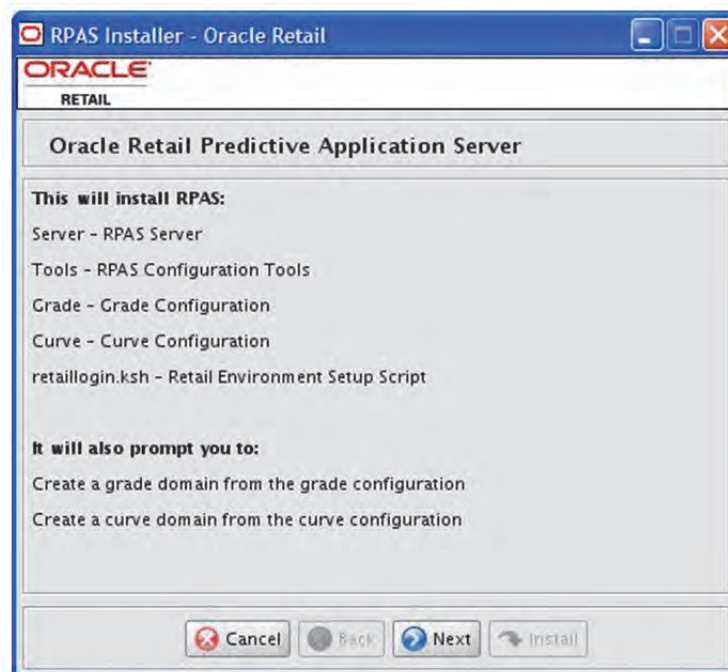 RPAS Installer - Oracle Retail
ORACLE
RETAIL
Oracle Retail Predictive Application Server
This will install RPAS:
Server - RPAS Server
Tools - RPAS Configuration Tools
Grade - Grade Configuration
Curve - Curve Configuration
retaillogin.ksh - Retail Environment Setup Script
It will also prompt you to:
Create a grade domain from the grade configuration
Create a curve domain from the curve configuration
Cancel Back Next Install